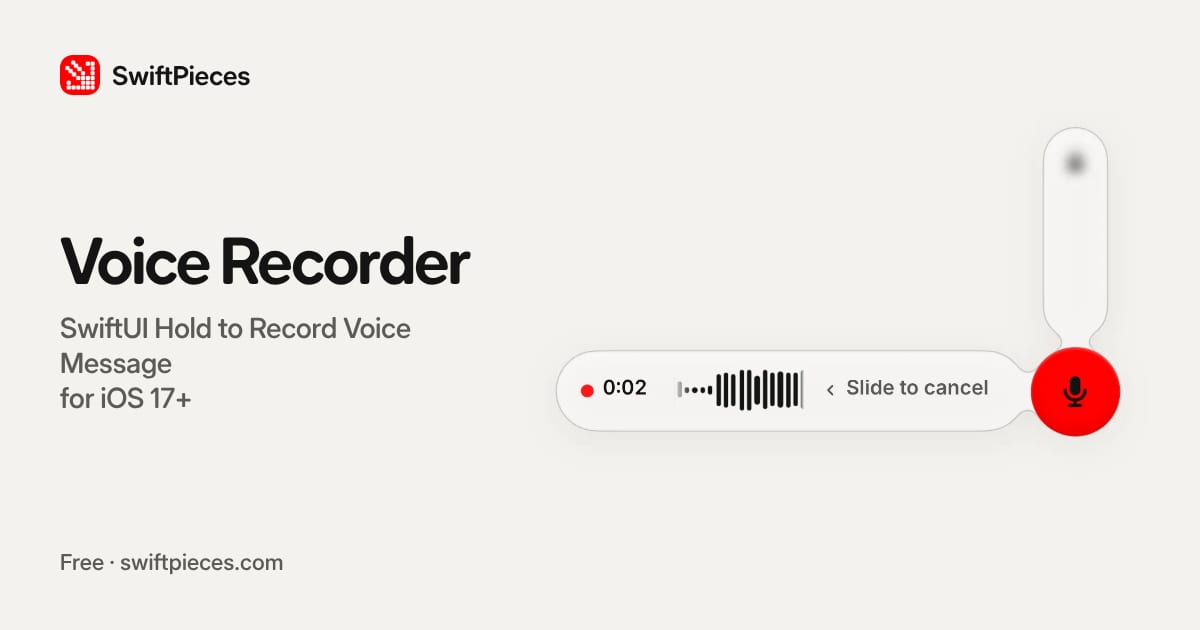 SwiftPieces
Voice Recorder
SwiftUI Hold to Record Voice
Message
for iOS 17+
0:02
‹ Slide to cancel
Free · swiftpieces.com